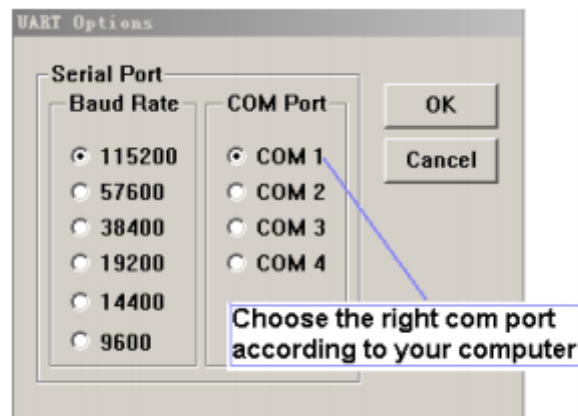 UART Options
Serial Port
Baud Rate
115200
57600
38400
19200
14400
9600
COM Port
COM 1
COM 2
COM 3
COM 4
OK
Cancel
Choose the right com port
according to your computer